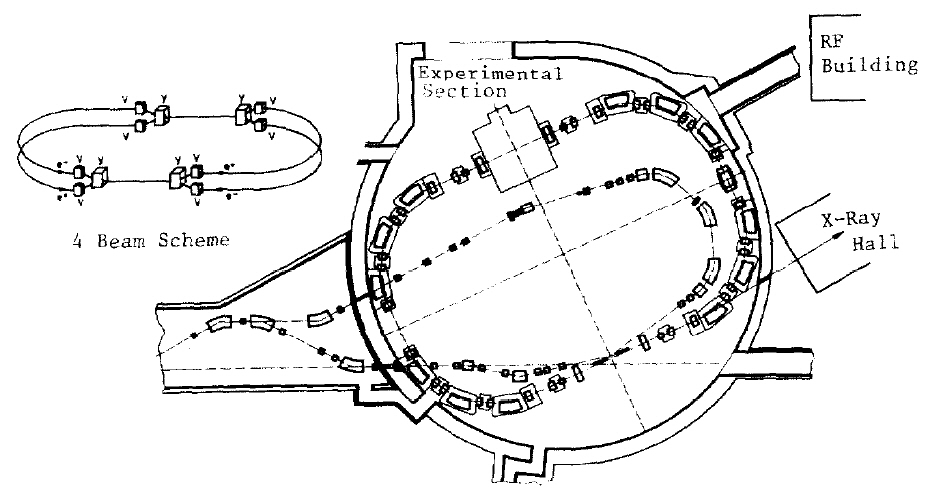 RF
Building
Experimental
Section
V
y
y
V
V
V
V
y
y
V
e-
e+
e+
e-
V
V
X-Ray
Hall
4 Beam Scheme